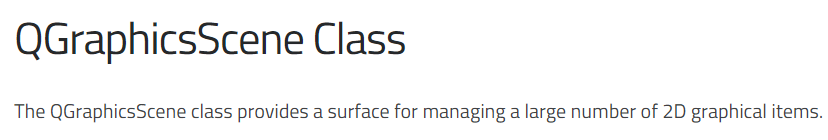 QGraphicsScene Class
The QGraphicsScene class provides a surface for managing a large number of 2D graphical items.